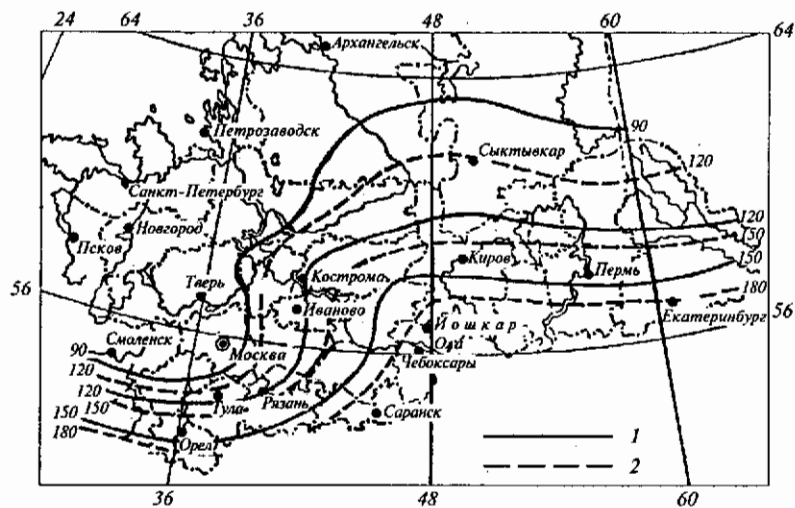 24 64 36 48 60 64
Архангельск
90
Петрозаводск
120
Сыктывкар
Санкт-Петербург
120
Новгород
150
Псков
Киров
150
Кострома
Пермь
Тверь
180
56
Иваново
56
Екатеринбург
Йошкар
Ола
Смоленск
Москва
90
Чебоксары
120
120
Рязань
150
Тула
150
Саранск
180
Орел
1
2
36 48 60